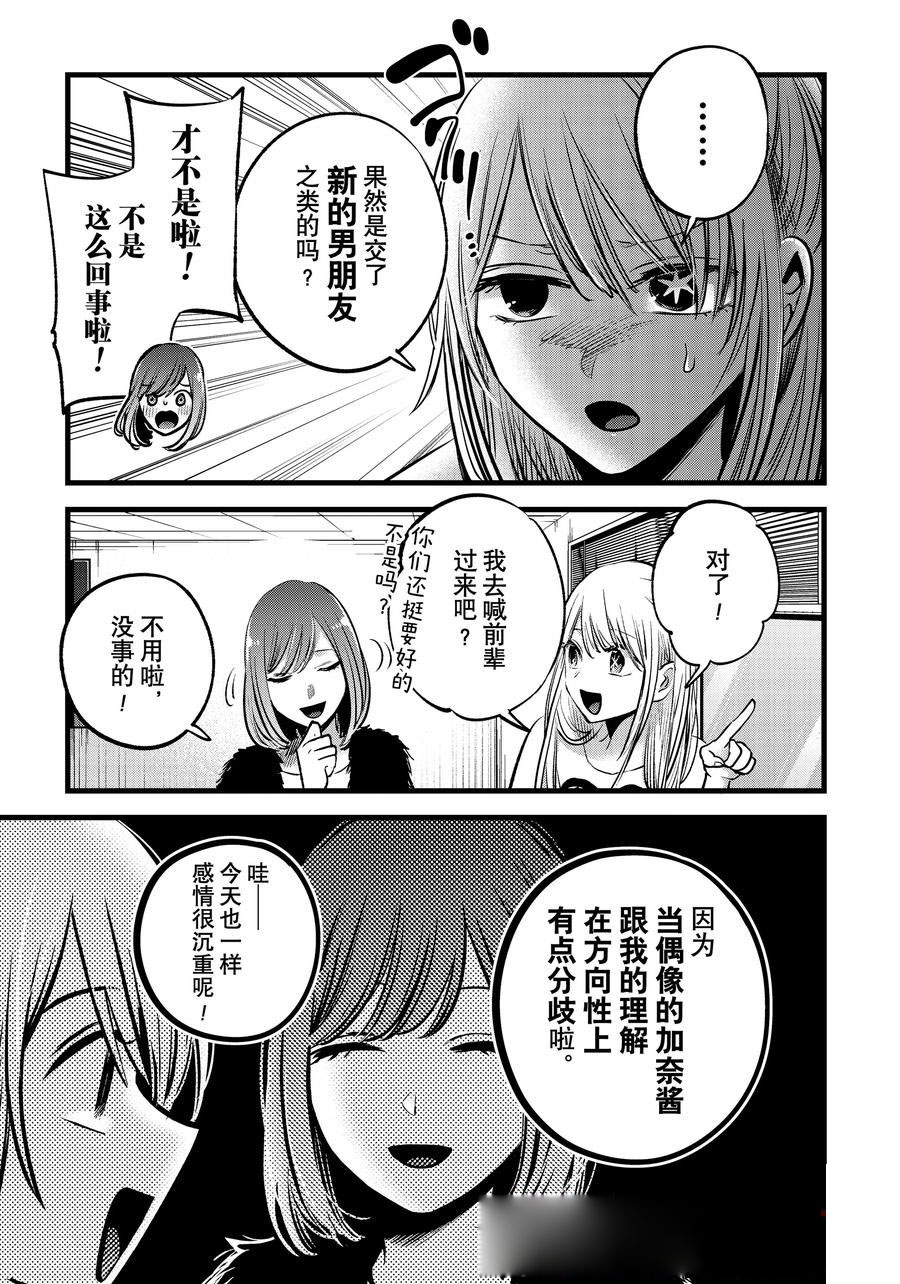 ……
ゴゴ
果然是交了
新的男朋友
之类的吗?
才不是啦!
不是
这么回事啦!
对了!
我去喊前辈
过来吧?
你们还挺要好的
不是吗?
不用啦,
没事的!
因为
当偶像的加奈酱
跟我的理解
在方向性上
有点分歧啦。
哇——
今天也一样
感情很沉重呢!